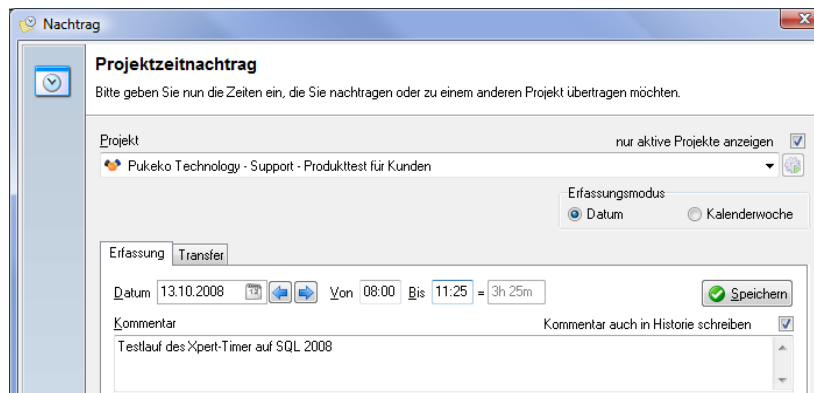 Nachtrag
Projektzeitnachtrag
Bitte geben Sie nun die Zeiten ein, die Sie nachtragen oder zu einem anderen Projekt übertragen möchten.
Projekt nur aktive Projekte anzeigen
Pukeko Technology - Support - Produkttest für Kunden
Erfassungsmodus
Datum Kalenderwoche
Erfassung Transfer
Datum 13.10.2008 12 Von 08:00 Bis 11:25 = 3h 25m Speichern
Kommentar Kommentar auch in Historie schreiben
Testlauf des Xpert-Timer auf SQL 2008